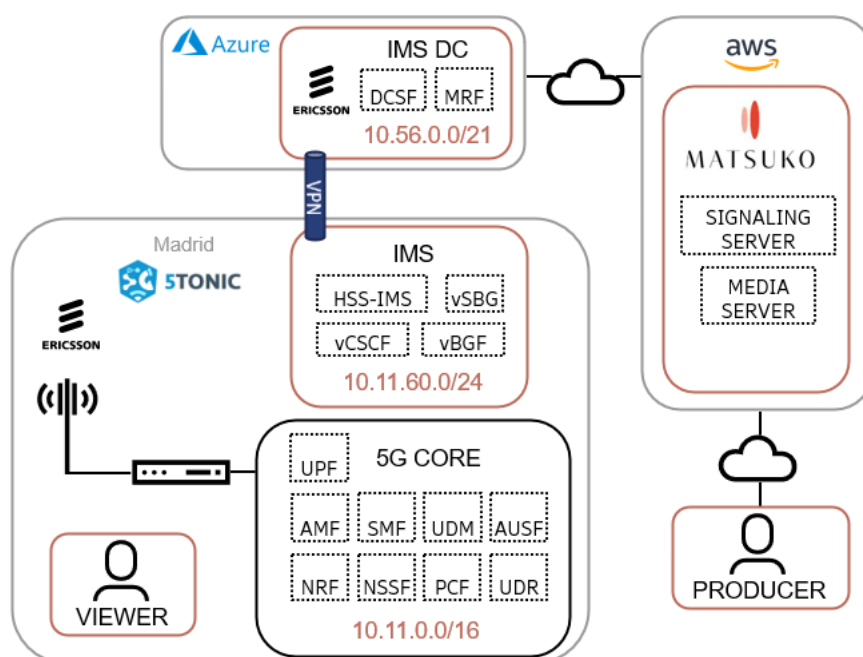 Azure
IMS DC
ERICSSON
DCSF
MRF
10.56.0.0/21
aws
MATSUKO
SIGNALING
SERVER
MEDIA
SERVER
VPN
Madrid
5TONIC
ERICSSON
IMS
HSS-IMS
vSBG
vCSCF
vBGF
10.11.60.0/24
5G CORE
UPF
AMF
SMF
UDM
AUSF
NRF
NSSF
PCF
UDR
10.11.0.0/16
VIEWER
PRODUCER